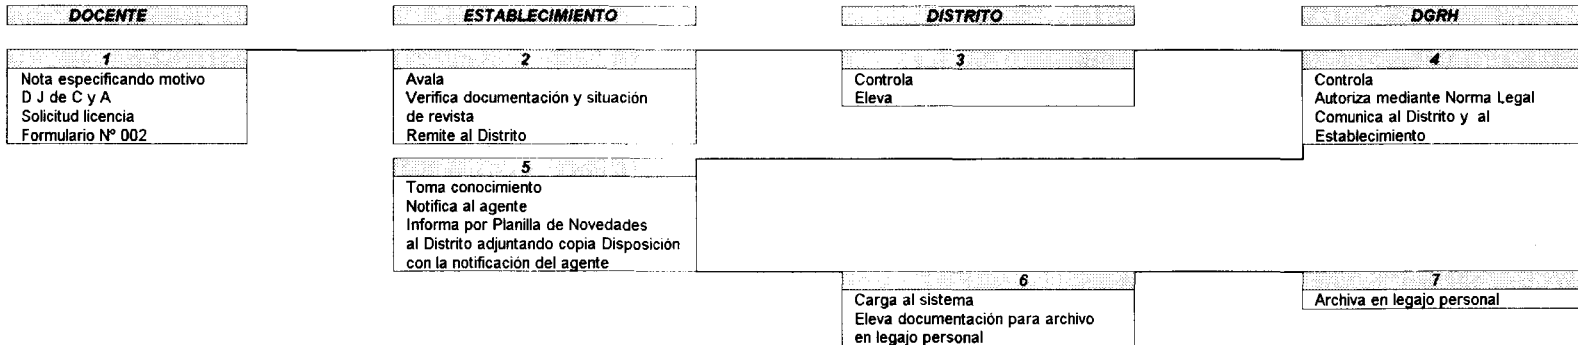 DOCENTE
ESTABLECIMIENTO
DISTRITO
DGRH
1
Nota especificando motivo
D J de C y A
Solicitud licencia
Formulario Nº 002
2
Avala
Verifica documentación y situación
de revista
Remite al Distrito
3
Controla
Eleva
4
Controla
Autoriza mediante Norma Legal
Comunica al Distrito y al
Establecimiento
5
Toma conocimiento
Notifica al agente
Informa por Planilla de Novedades
al Distrito adjuntando copia Disposición
con la notificación del agente
6
Carga al sistema
Eleva documentación para archivo
en legajo personal
7
Archiva en legajo personal